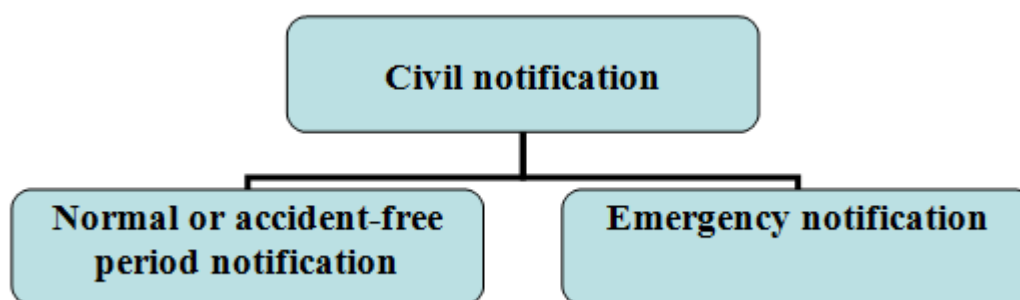 Civil notification
Normal or accident-free
period notification
Emergency notification